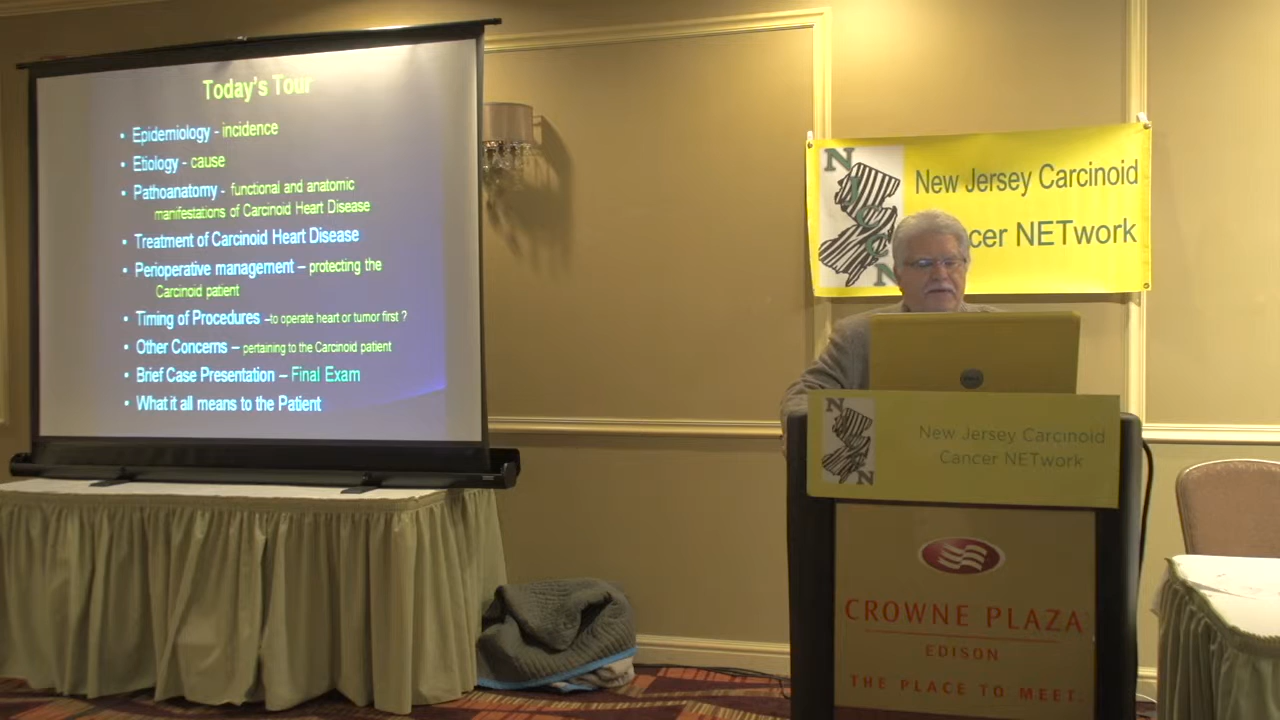 Today's Tour
• Epidemiology - incidence
• Etiology - cause
• Pathoanatomy - functional and anatomic
manifestations of Carcinoid Heart Disease
• Treatment of Carcinoid Heart Disease
• Perioperative management – protecting the
Carcinoid patient
• Timing of Procedures –to operate heart or tumor first ?
• Other Concerns – pertaining to the Carcinoid patient
• Brief Case Presentation – Final Exam
• What it all means to the Patient
NJCCN
New Jersey Carcinoid
cer NETwork
DELL
N
N
New Jersey Carcinoid
Cancer NETwork
CROWNE PLAZA
EDISON
THE PLACE TO MEET.